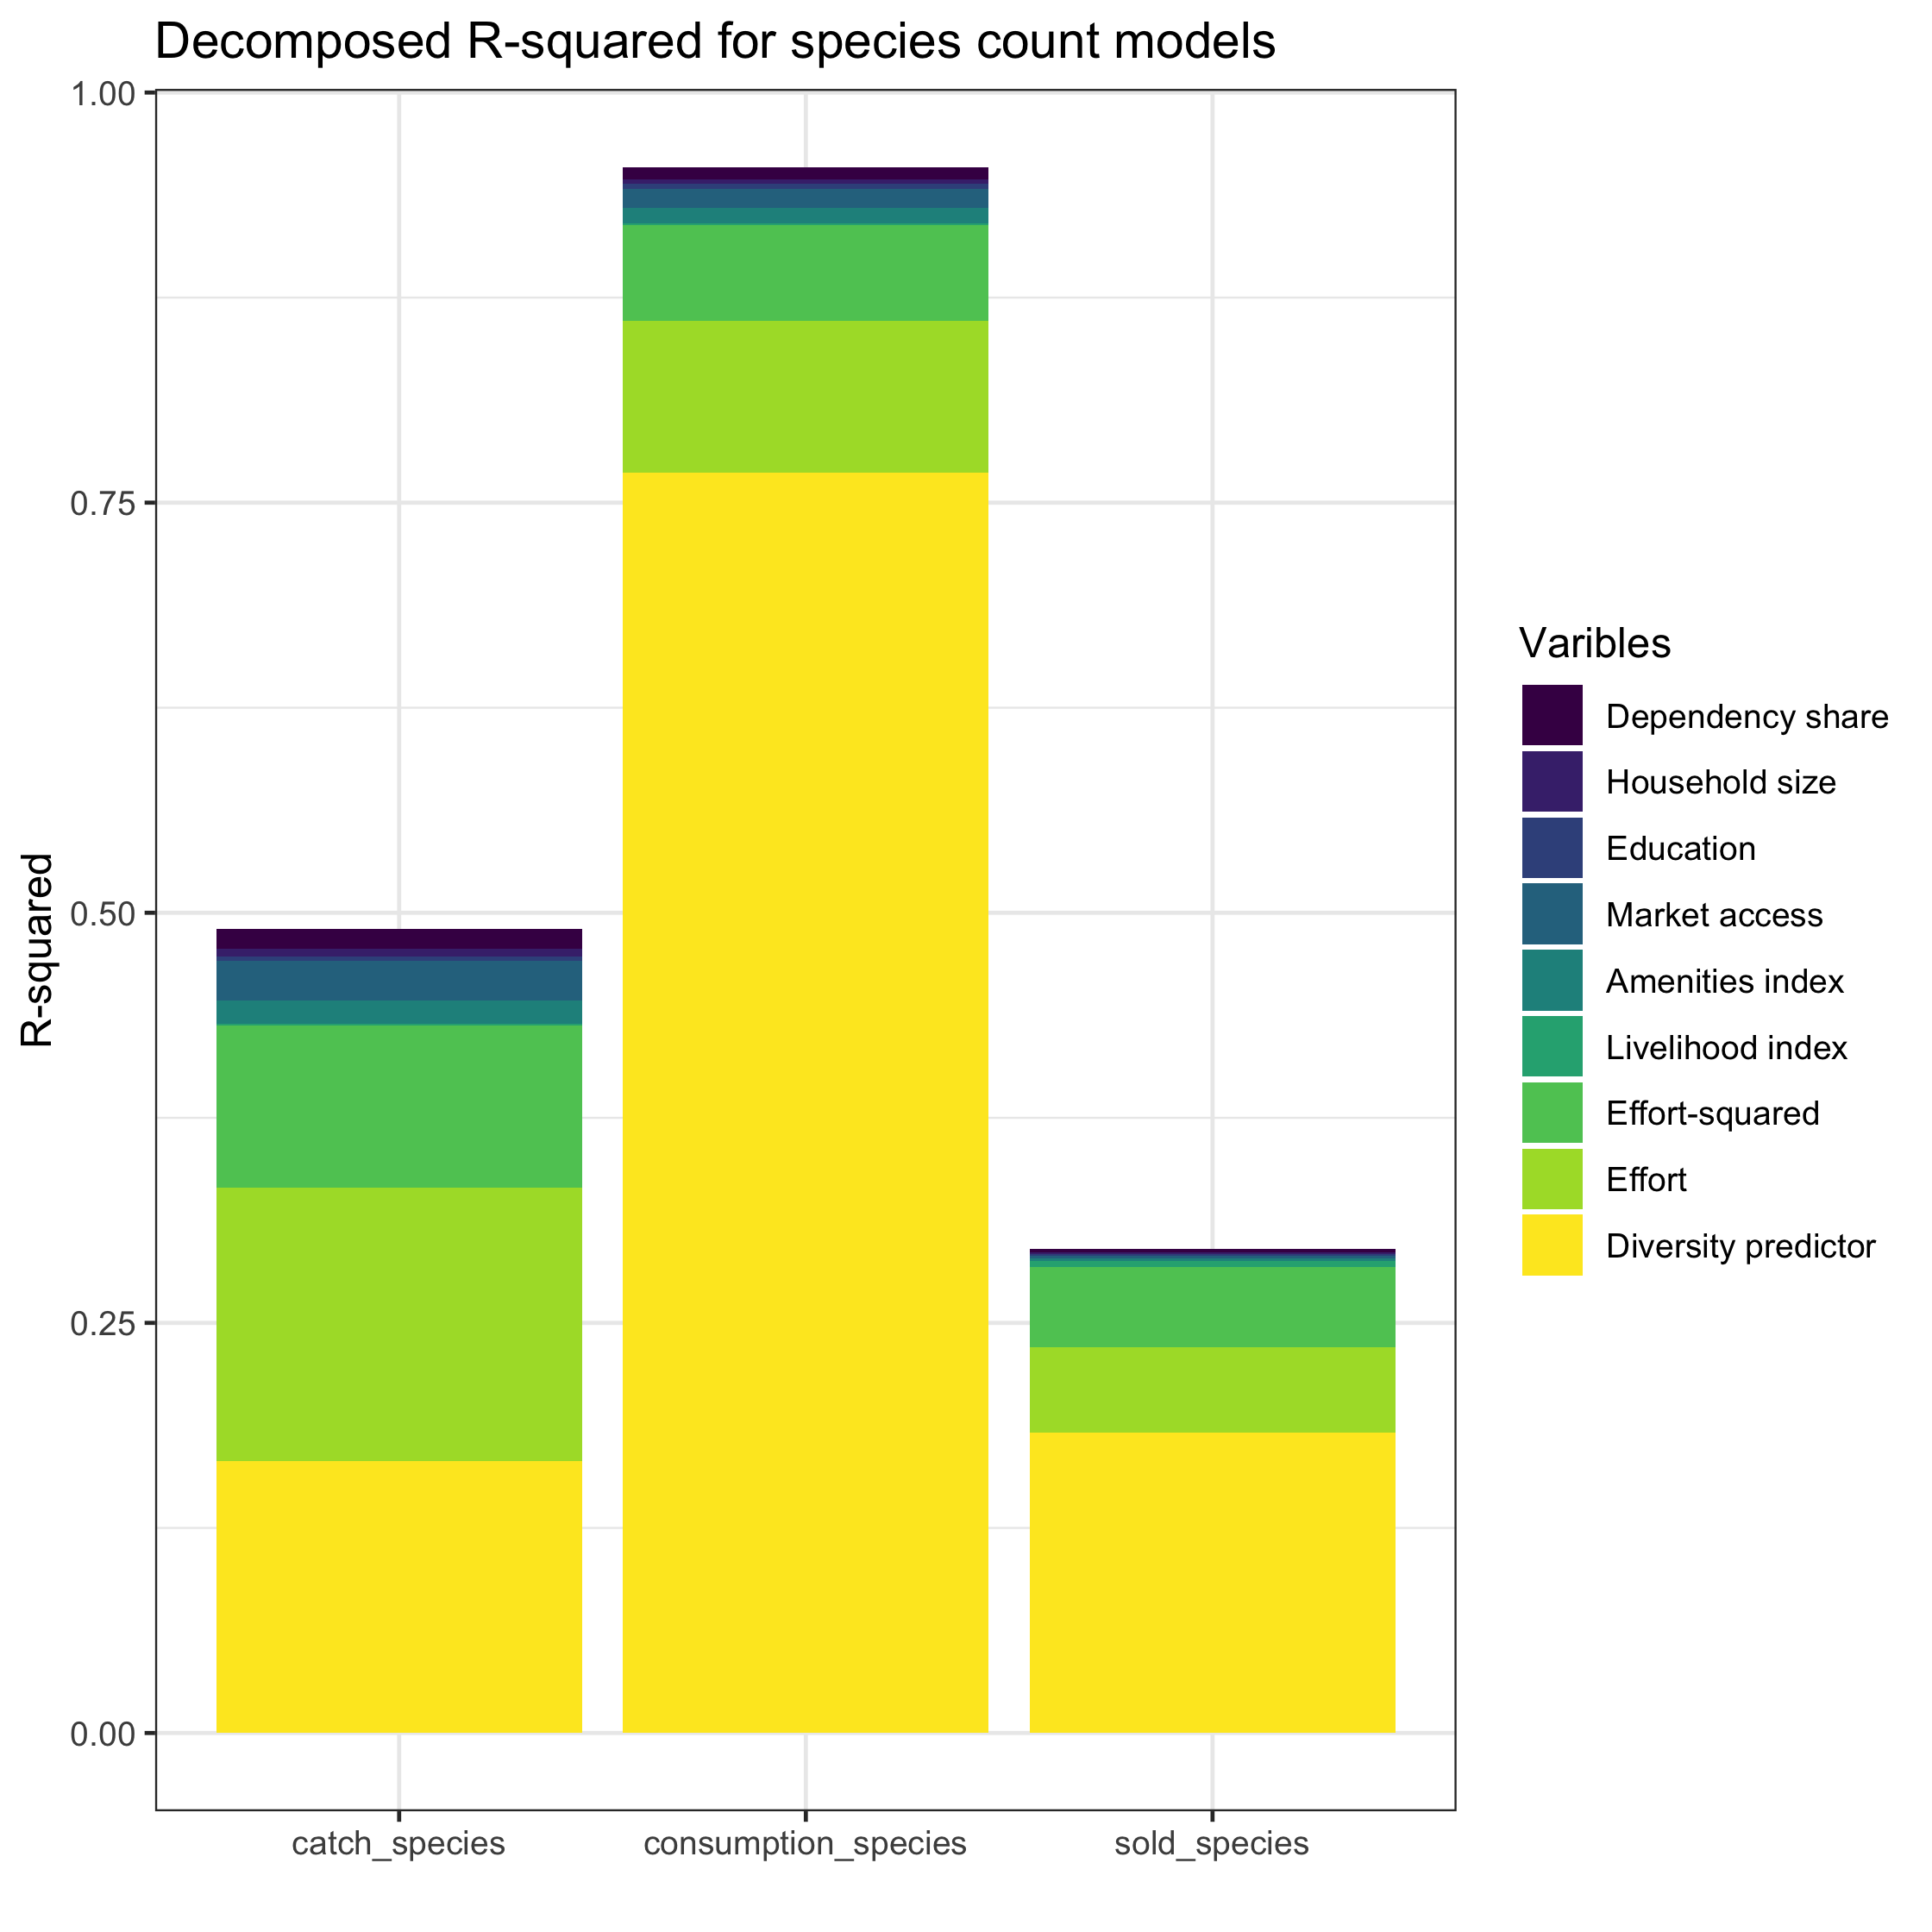 Decomposed R-squared for species count models
1.00
0.75
0.50
0.25
0.00
R-squared
catch_species
consumption_species
sold_species
Varibles
Dependency share
Household size
Education
Market access
Amenities index
Livelihood index
Effort-squared
Effort
Diversity predictor